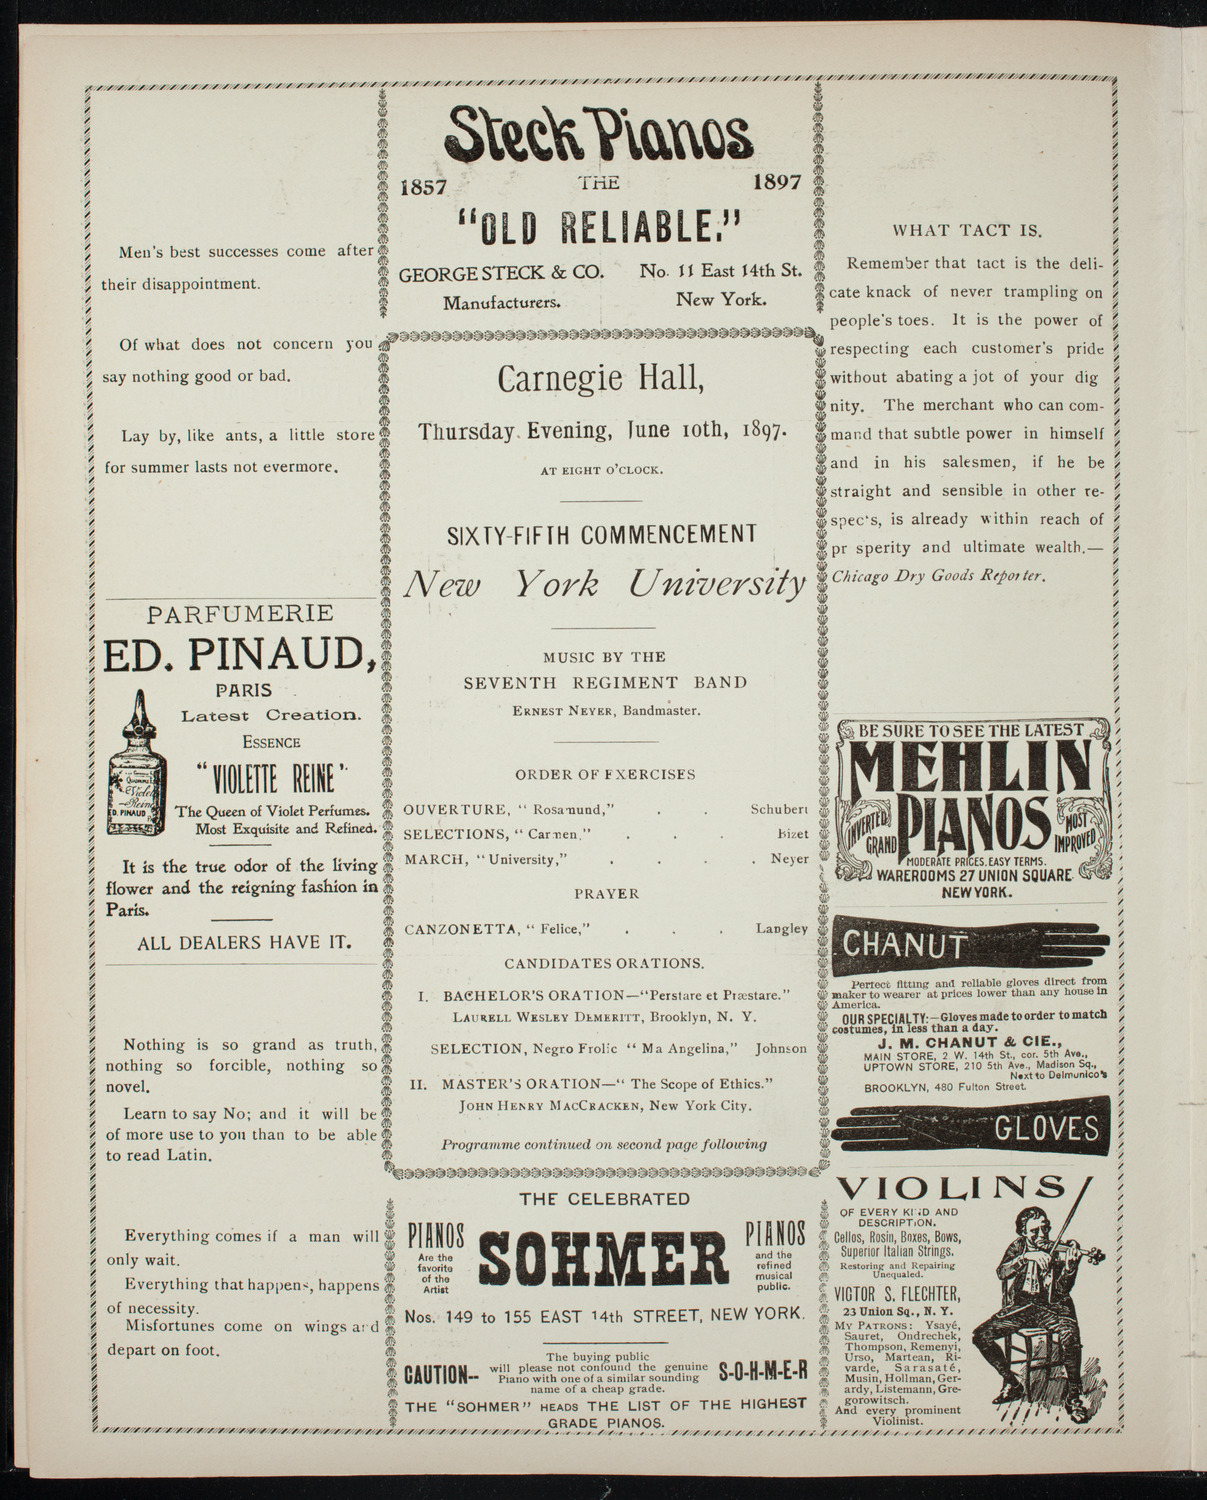 Men's best successes come after
their disappointment.
Of what does not concern you
say nothing good or bad.
Lay by, like ants, a little store
for summer lasts not evermore.
PARFUMERIE
ED. PINAUD,
PARIS
Latest Creation.
ESSENCE
"VIOLETTE REINE"
The Queen of Violet Perfumes.
Most Exquisite and Refined.
Violet
Reine
ED. PINAUD
It is the true odor of the living
flower and the reigning fashion in
Paris.
ALL DEALERS HAVE IT.
Nothing is so grand as truth,
nothing so forcible, nothing so
novel.
Learn to say No; and it will be
of more use to you than to be able
to read Latin.
Everything comes if a man will
only wait.
Everything that happens, happens
of necessity.
Misfortunes come on wings and
depart on foot.
Steck Pianos
1857 THE 1897
"OLD RELIABLE."
GEORGE STECK & CO. No. 11 East 14th St.
Manufacturers. New York.
Carnegie Hall,
Thursday Evening, June 10th, 1897.
AT EIGHT O'CLOCK.
SIXTY-FIFTH COMMENCEMENT
New York University
MUSIC BY THE
SEVENTH REGIMENT BAND
ERNEST NEYER, Bandmaster.
ORDER OF EXERCISES
OUVERTURE, "Rosamund," . . Schubert
SELECTIONS, "Carmen," . . . Bizet
MARCH, "University," . . . . Neyer
PRAYER
CANZONETTA, "Felice," . . . Langley
CANDIDATES ORATIONS.
I. BACHELOR'S ORATION—"Perstare et Præstare."
LAURELL WESLEY DEMERITT, Brooklyn, N. Y.
SELECTION, Negro Frolic "Ma Angelina," Johnson
II. MASTER'S ORATION—"The Scope of Ethics."
JOHN HENRY MACCRACKEN, New York City.
Programme continued on second page following
THE CELEBRATED
PIANOS SOHMER PIANOS
Are the
favorite
of the
Artist
and the
refined
musical
public.
Nos. 149 to 155 EAST 14th STREET, NEW YORK.
CAUTION-- The buying public
will please not confound the genuine
Piano with one of a similar sounding
name of a cheap grade.
S-O-H-M-E-R
THE "SOHMER" HEADS THE LIST OF THE HIGHEST
GRADE PIANOS.
WHAT TACT IS.
Remember that tact is the deli-
cate knack of never trampling on
people's toes. It is the power of
respecting each customer's pride
without abating a jot of your dig
nity. The merchant who can com-
mand that subtle power in himself
and in his salesmen, if he be
straight and sensible in other re-
spec's, is already within reach of
pr sperity and ultimate wealth.—
Chicago Dry Goods Reporter.
BE SURE TO SEE THE LATEST
MEHLIN
PIANOS
INVERTED
GRAND
MOST
IMPROVED
MODERATE PRICES. EASY TERMS.
WAREROOMS 27 UNION SQUARE
NEW YORK.
CHANUT
Perfect fitting and reliable gloves direct from
maker to wearer at prices lower than any house in
America.
OUR SPECIALTY:—Gloves made to order to match
costumes, in less than a day.
J. M. CHANUT & CIE.,
MAIN STORE, 2 W. 14th St., cor. 5th Ave.,
UPTOWN STORE, 210 5th Ave., Madison Sq.,
Next to Delmonico's
BROOKLYN, 480 Fulton Street.
GLOVES
VIOLINS
OF EVERY KIND AND
DESCRIPTION.
Cellos, Rosin, Boxes, Bows,
Superior Italian Strings.
Restoring and Repairing
Unequaled.
VICTOR S. FLECHTER,
23 Union Sq., N. Y.
MY PATRONS: Ysayé,
Sauret, Ondrechek,
Thompson, Remenyi,
Urso, Martean, Ri-
varde, Sarasaté,
Musin, Hollman, Ger-
ardy, Listemann, Gre-
gorowitsch.
And every prominent
Violinist.